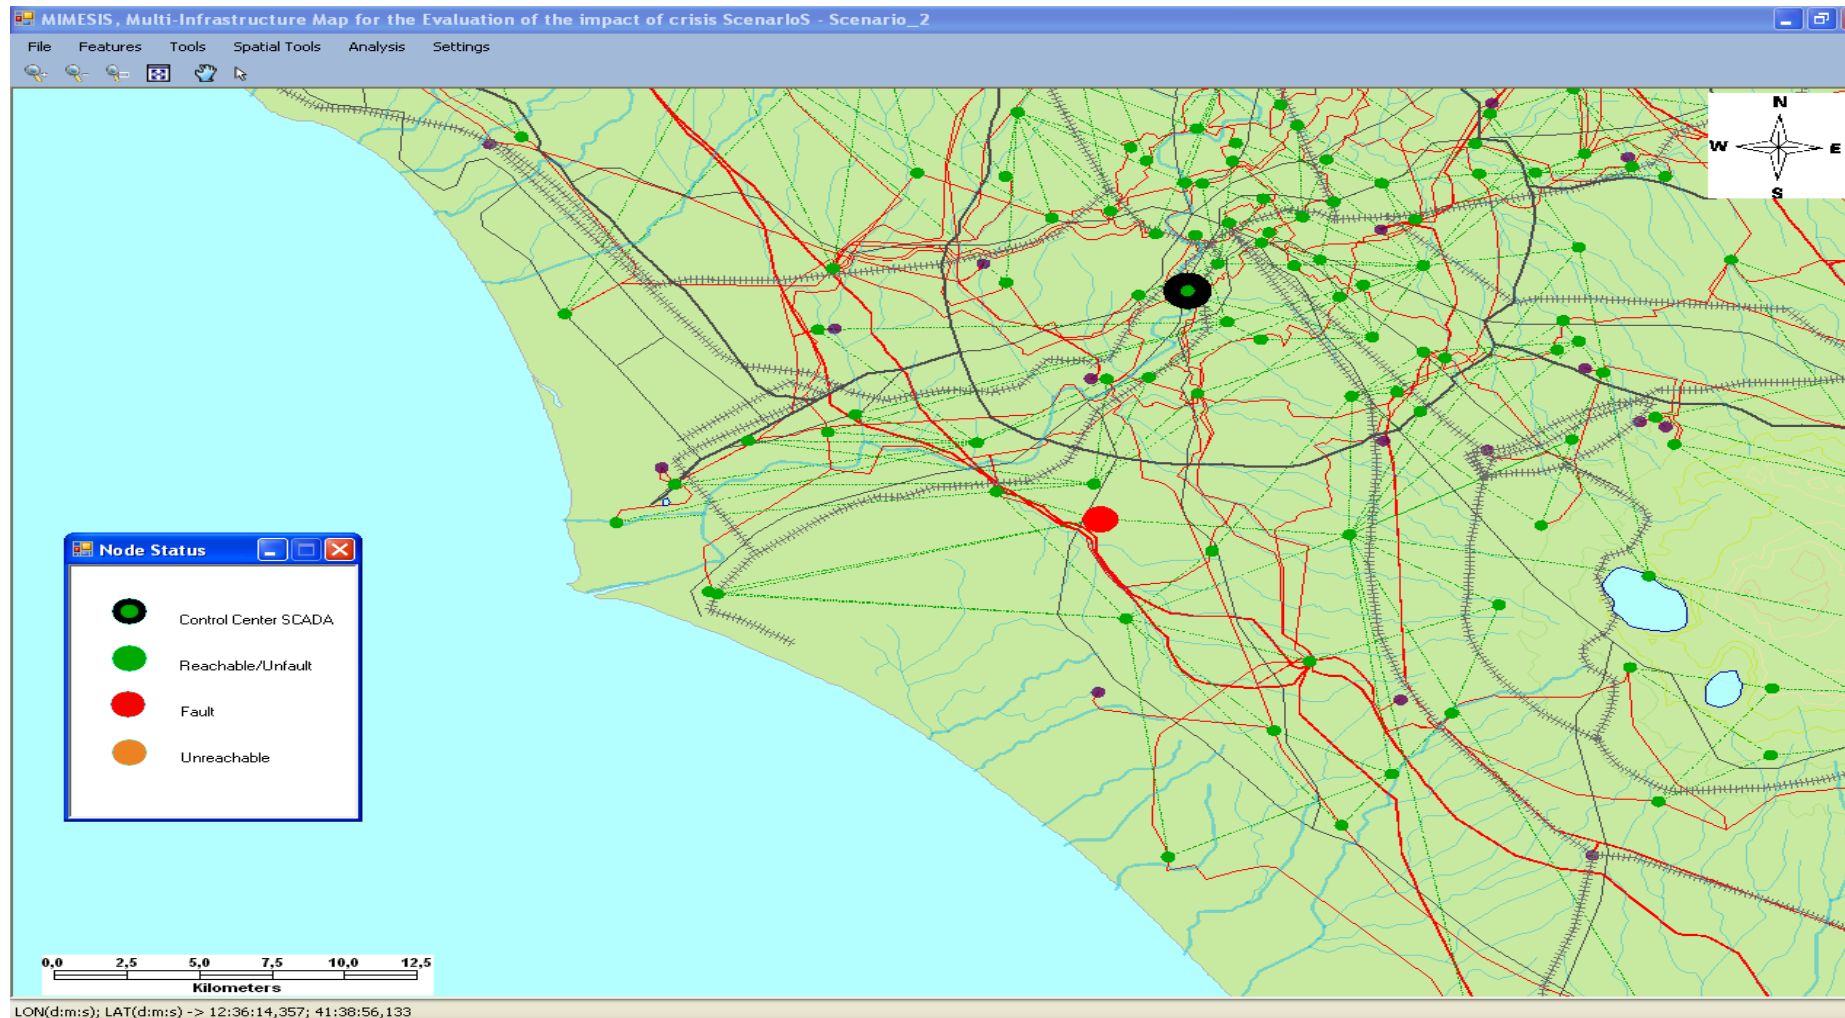 MIMESIS, Multi-Infrastructure Map for the Evaluation of the impact of crisis ScenarIoS - Scenario_2
File Features Tools Spatial Tools Analysis Settings
N
W E
S
Node Status
Control Center SCADA
Reachable/Unfault
Fault
Unreachable
0,0 2,5 5,0 7,5 10,0 12,5
Kilometers
LON(d:m:s); LAT(d:m:s) -> 12:36:14,357; 41:38:56,133